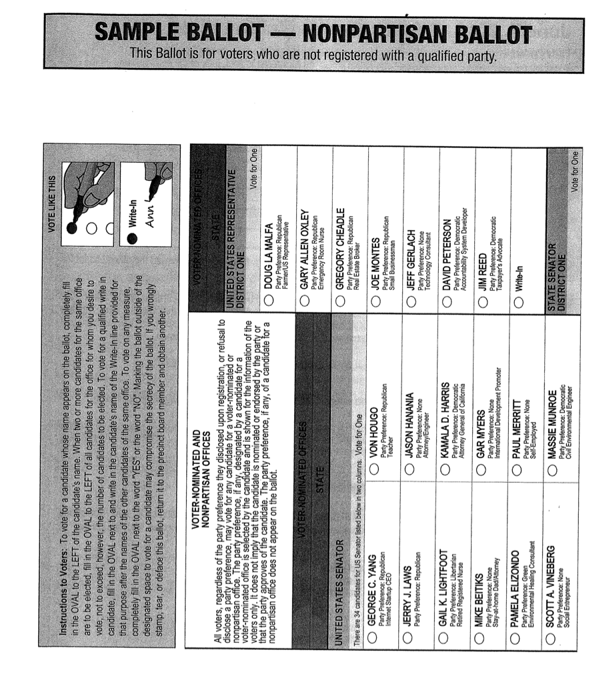 SAMPLE BALLOT — NONPARTISAN BALLOT
This Ballot is for voters who are not registered with a qualified party.
Instructions to Voters: To vote for a candidate whose name appears on the ballot, completely fill
in the OVAL to the LEFT of the candidate's name. When two or more candidates for the same office
are to be elected, fill in the OVAL to the LEFT of all candidates for the office for whom you desire to
vote, not to exceed, however, the number of candidates to be elected. To vote for a qualified write in
candidate, fill in the OVAL next to and write in the candidate's name of the Write-In line provided for
that purpose after the names of the other candidates of the same office. To vote on any measure,
completely fill in the OVAL next to the word "YES" or the word "NO". Marking the ballot outside of the
designated space to vote for a candidate may compromise the secrecy of the ballot. If you wrongly
stamp, tear, or deface this ballot, return it to the precinct board member and obtain another.
VOTE LIKE THIS
Write-In
Ann
VOTER-NOMINATED AND
NONPARTISAN OFFICES
All voters, regardless of the party preference they disclosed upon registration, or refusal to
disclose a party preference, may vote for any candidate for a voter-nominated or
nonpartisan office. The party preference, if any, designated by a candidate for a
voter-nominated office is selected by the candidate and is shown for the information of the
voters only. It does not imply that the candidate is nominated or endorsed by the party or
that the party approves of the candidate. The party preference, if any, of a candidate for a
nonpartisan office does not appear on the ballot.
VOTER-NOMINATED OFFICES
STATE
UNITED STATES SENATOR
There are 34 candidates for US Senator listed below in two columns. Vote for One
GEORGE C. YANG
Party Preference: Republican
Internist Startup CEO
JERRY J. LAWS
Party Preference: Republican
GAIL K. LIGHTFOOT
Party Preference: Libertarian
Retired Registered Nurse
MIKE BEITIKS
Party Preference: None
Stay-at-home Dad/Attorney
PAMELA ELIZONDO
Party Preference: Green
Environmental Healing Consultant
SCOTT A. VINEBERG
Party Preference: None
Social Entrepreneur
VON HOUGO
Party Preference: Republican
Teacher
JASON HANANIA
Party Preference: None
Attorney/Engineer
KAMALA D. HARRIS
Party Preference: Democratic
Attorney General of California
GAR MYERS
Party Preference: None
International Development Promoter
PAUL MERRITT
Party Preference: None
Self-Employed
MASSIE MUNROE
Party Preference: Democratic
Civil Environmental Engineer
VOTER-NOMINATED OFFICES
STATE
UNITED STATES REPRESENTATIVE
DISTRICT ONE
Vote for One
DOUG LA MALFA
Party Preference: Republican
Farmer/US Representative
GARY ALLEN OXLEY
Party Preference: Republican
Emergency Room Nurse
GREGORY CHEADLE
Party Preference: Republican
Real Estate Broker
JOE MONTES
Party Preference: Republican
Small Businessman
JEFF GERLACH
Party Preference: None
Technology Consultant
DAVID PETERSON
Party Preference: Democratic
Accountability System Developer
JIM REED
Party Preference: Democratic
Taxpayer's Advocate
Write-In
STATE SENATOR
DISTRICT ONE
Vote for One